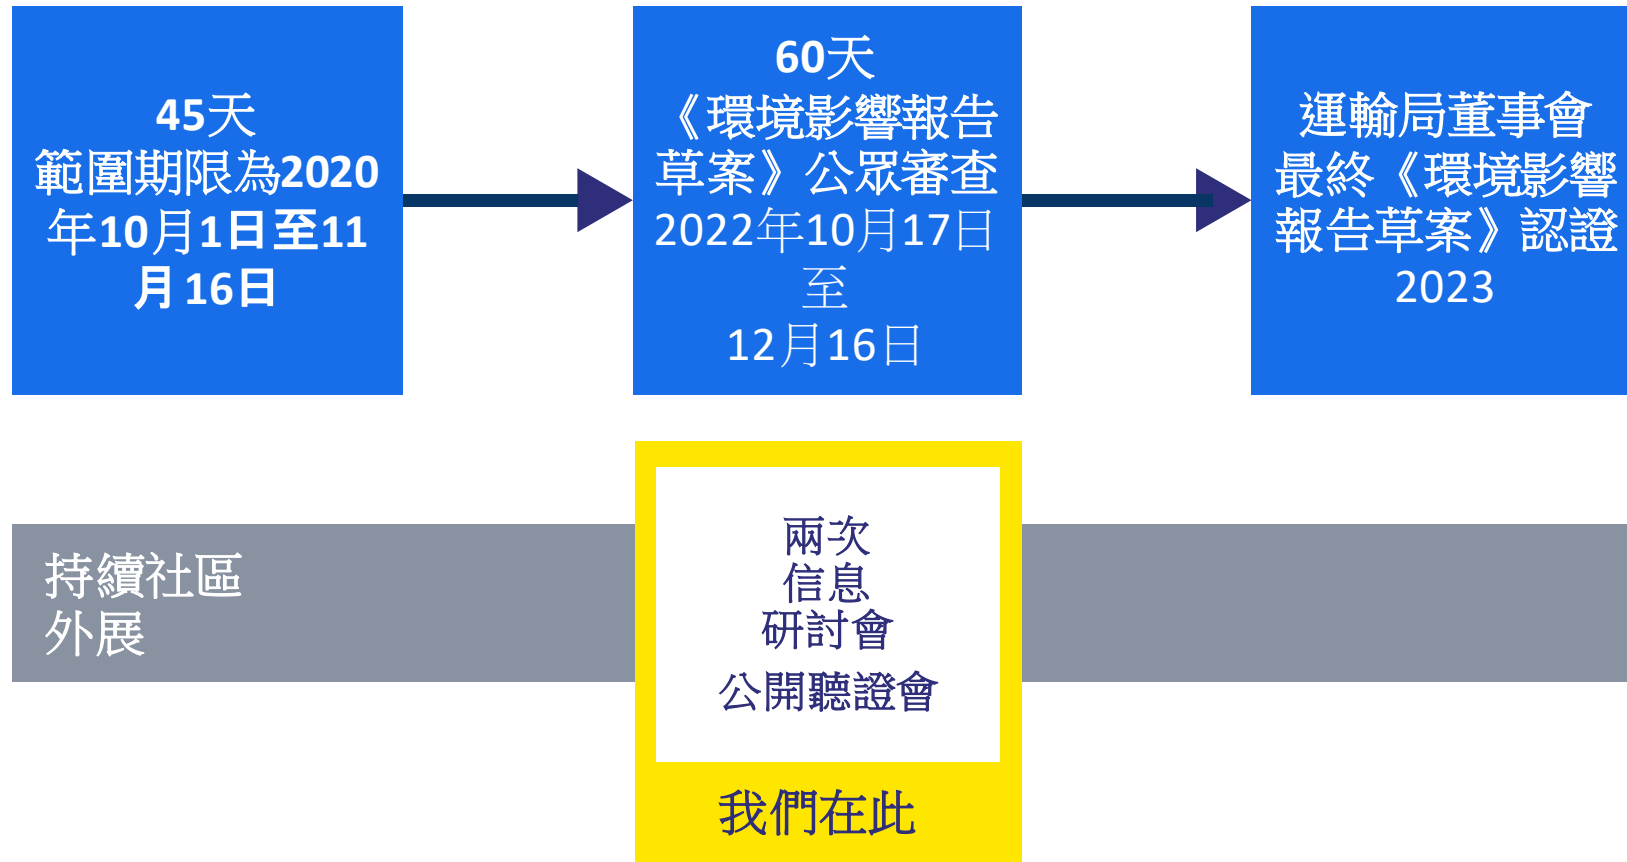 45天
範圍期限為2020
年10月1日至11
月16日
60天
《環境影響報告
草案》公眾審查
2022年10月17日
至
12月16日
運輸局董事會
最終《環境影響
報告草案》認證
2023
持續社區
外展
兩次
信息
研討會
公開聽證會
我們在此